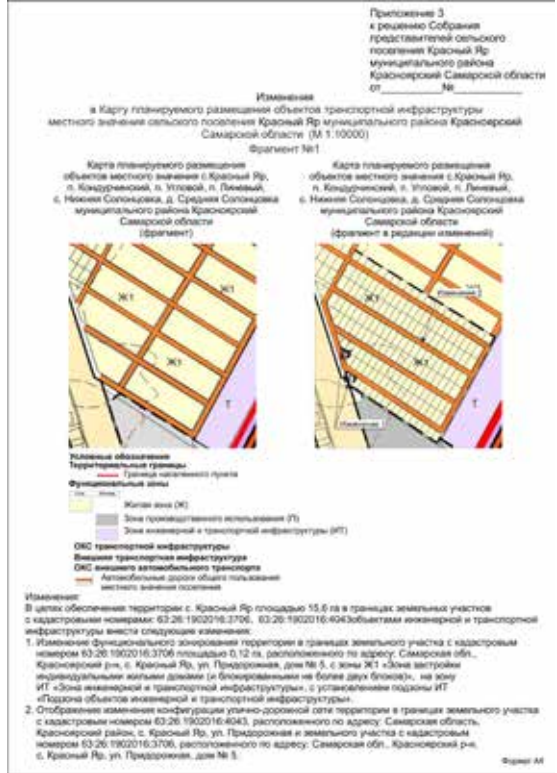 Приложение 3
к решению Собрания
представителей сельского
поселения Красный Яр
муниципального района
Красноярский Самарской области
от__________№____________
Изменения
в Карту планируемого размещения объектов транспортной инфраструктуры
местного значения сельского поселения Красный Яр муниципального района Красноярский
Самарской области (М 1:10000)
Фрагмент №1
Карта планируемого размещения
объектов местного значения с.Красный Яр,
п. Кондурчинский, п. Угловой, п. Линевый,
с. Нижняя Солонцовка, д. Средняя Солонцовка
муниципального района Красноярский
Самарской области
(фрагмент)
Карта планируемого размещения
объектов местного значения с.Красный Яр,
п. Кондурчинский, п. Угловой, п. Линевый,
с. Нижняя Солонцовка, д. Средняя Солонцовка
муниципального района Красноярский
Самарской области
(фрагмент в редакции изменений)
Ж1
Ж1
Ж1
Т
Изменение 2
Ж1
Ж1
Т
Изменение 1
Условные обозначения
Территориальные границы
Граница населенного пункта
Функциональные зоны
Жилая зона (Ж)
Зона производственного использования (П)
Зона инженерной и транспортной инфраструктуры (ИТ)
ОКС транспортной инфраструктуры
Внешняя транспортная инфраструктура
ОКС внешнего автомобильного транспорта
Автомобильные дороги общего пользования
местного значения поселения
Изменения:
В целях обеспечения территории с. Красный Яр площадью 15,6 га в границах земельных участков
с кадастровыми номерами: 63:26:1902016:3706, 63:26:1902016:4043объектами инженерной и транспортной
инфраструктуры внести следующие изменения:
1. Изменение функционального зонирования территории в границах земельного участка с кадастровым
номером 63:26:1902016:3706 площадью 0,12 га, расположенного по адресу: Самарская обл.,
Красноярский р-н, с. Красный Яр, ул. Придорожная, дом № 5, с зоны Ж1 «Зона застройки
индивидуальными жилыми домами (и блокированными не более двух блоков)», на зону
ИТ «Зона инженерной и транспортной инфраструктуры», с установлением подзоны ИТ
«Подзона объектов инженерной и транспортной инфраструктуры».
2. Отображение изменения конфигурации улично-дорожной сети территории в границах земельного участка
с кадастровым номером 63:26:1902016:4043, расположенного по адресу: Самарская область,
Красноярский район, с. Красный Яр, ул. Придорожная и земельного участка с кадастровым
номером 63:26:1902016:3706, расположенного по адресу: Самарская обл., Красноярский р-н,
с. Красный Яр, ул. Придорожная, дом № 5.
Формат А4